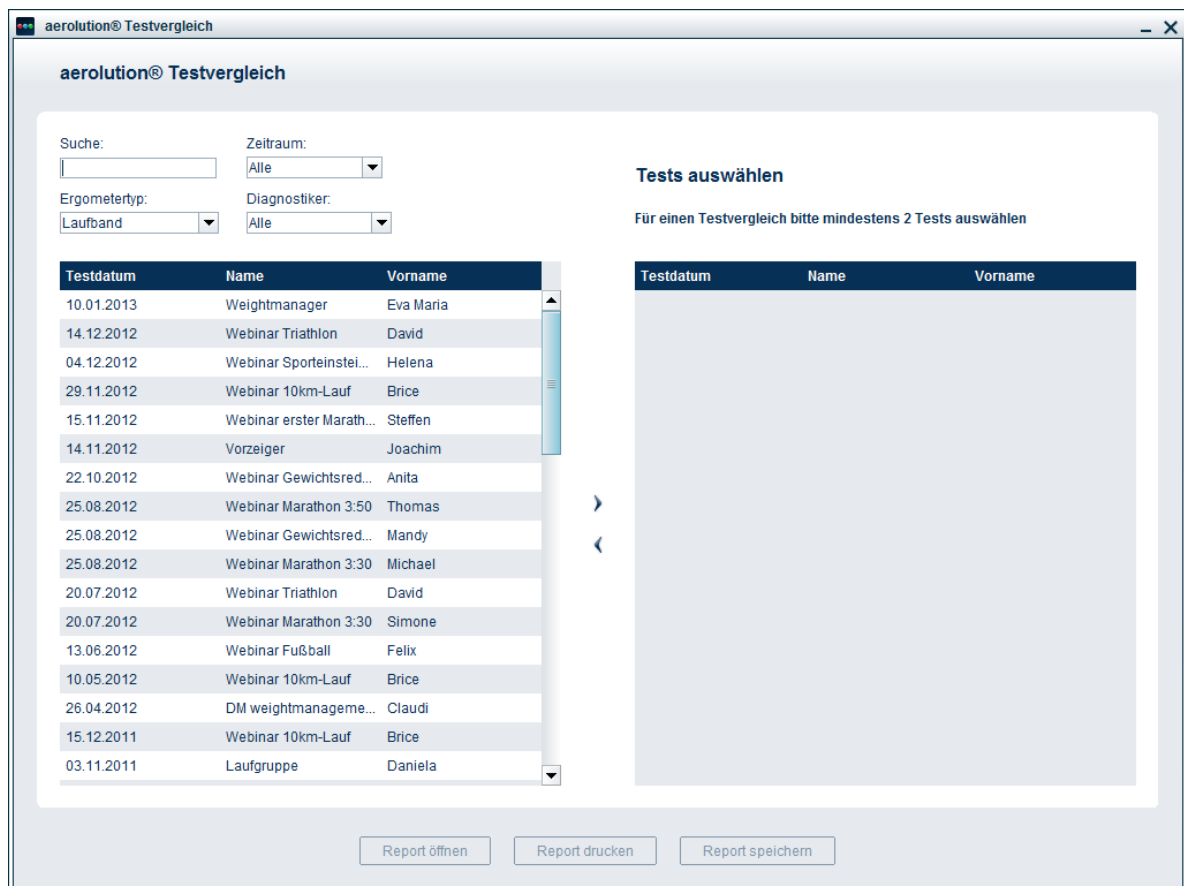 aerolution® Testvergleich
aerolution® Testvergleich
Suche: Zeitraum:
Alle
Ergometertyp: Diagnostiker:
Laufband Alle
Tests auswählen
Für einen Testvergleich bitte mindestens 2 Tests auswählen
Testdatum Name Vorname
10.01.2013 Weightmanager Eva Maria
14.12.2012 Webinar Triathlon David
04.12.2012 Webinar Sporteinstei... Helena
29.11.2012 Webinar 10km-Lauf Brice
15.11.2012 Webinar erster Marath... Steffen
14.11.2012 Vorzeiger Joachim
22.10.2012 Webinar Gewichtsred... Anita
25.08.2012 Webinar Marathon 3:50 Thomas
25.08.2012 Webinar Gewichtsred... Mandy
25.08.2012 Webinar Marathon 3:30 Michael
20.07.2012 Webinar Triathlon David
20.07.2012 Webinar Marathon 3:30 Simone
13.06.2012 Webinar Fußball Felix
10.05.2012 Webinar 10km-Lauf Brice
26.04.2012 DM weightmanageme... Claudi
15.12.2011 Webinar 10km-Lauf Brice
03.11.2011 Laufgruppe Daniela
Testdatum Name Vorname
Report öffnen Report drucken Report speichern